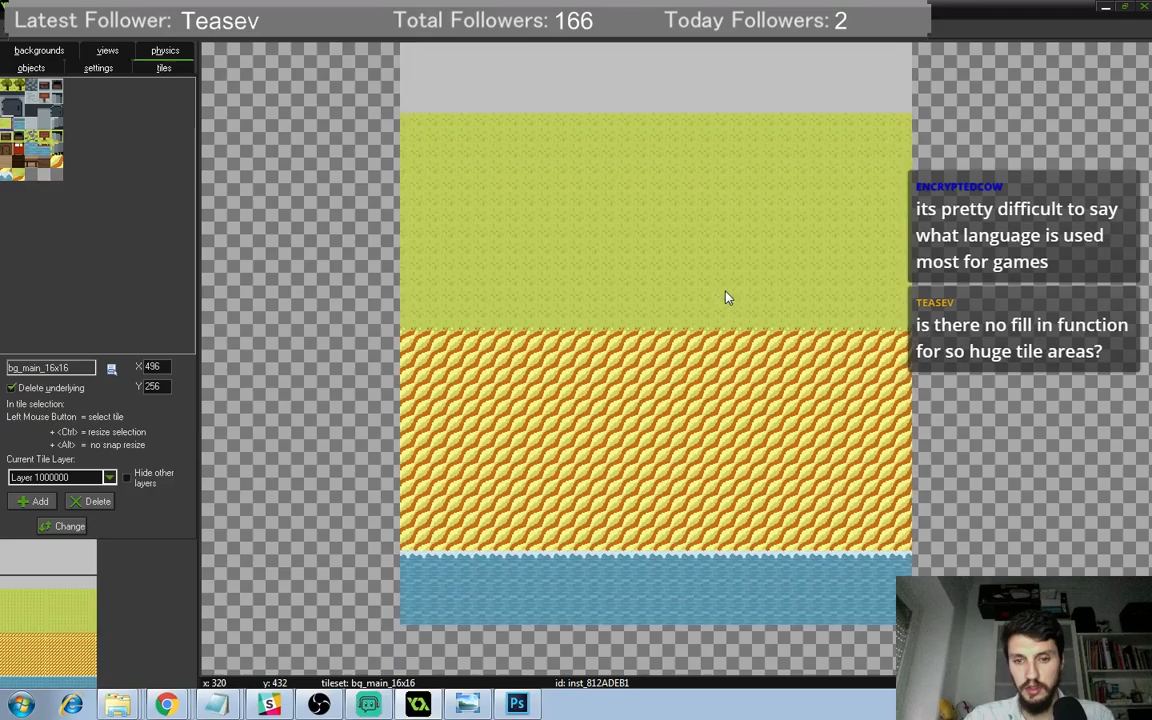 Latest Follower: Teasev Total Followers: 166 Today Followers: 2
backgrounds views physics
objects settings tiles
ENCRYPTEDCOW
its pretty difficult to say
what language is used
most for games
TEASEV
is there no fill in function
for so huge tile areas?
bg_main_16x16 X 496
Delete underlying Y 256
In tile selection:
Left Mouse Button = select tile
+ <Ctrl> = resize selection
+ <Alt> = no snap resize
Current Tile Layer:
Layer 1000000 Hide other
layers
Add Delete
Change
x: 320 y: 432 tileset: bg_main_16x16 id: inst_812ADEB1
Ps